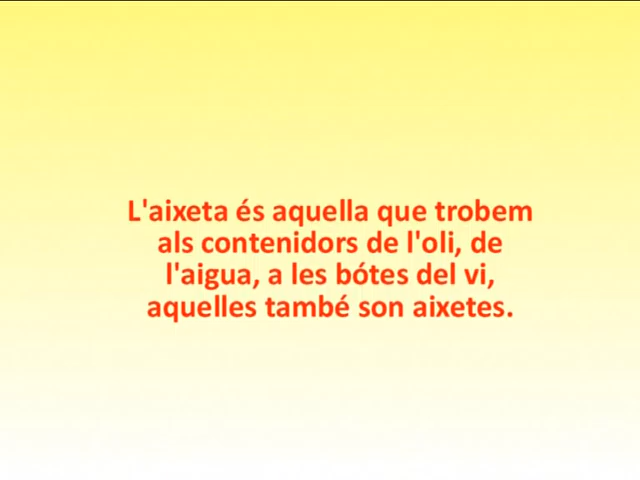 L'aixeta és aquella que trobem
als contenidors de l'oli, de
l'aigua, a les bótes del vi,
aquelles també son aixetes.